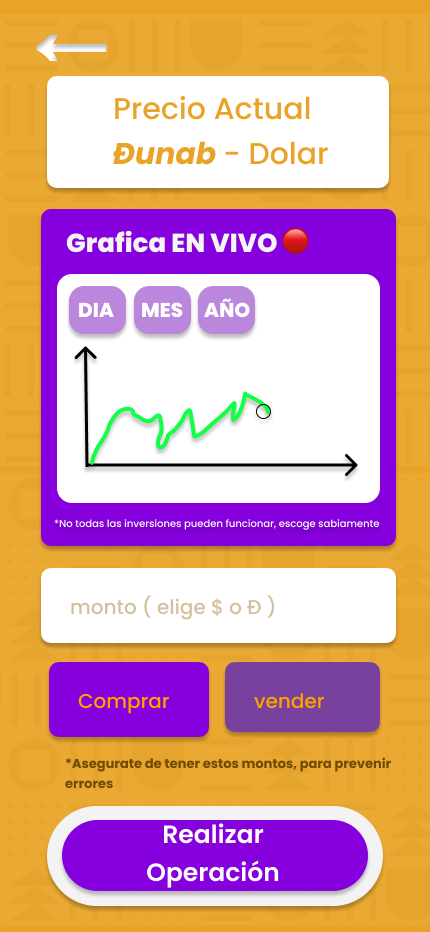 Precio Actual
Ðunab - Dolar
Grafica EN VIVO
DIA MES AÑO
*No todas las inversiones pueden funcionar, escoge sabiamente
monto ( elige $ o Ð )
Comprar vender
*Asegurate de tener estos montos, para prevenir
errores
Realizar
Operación